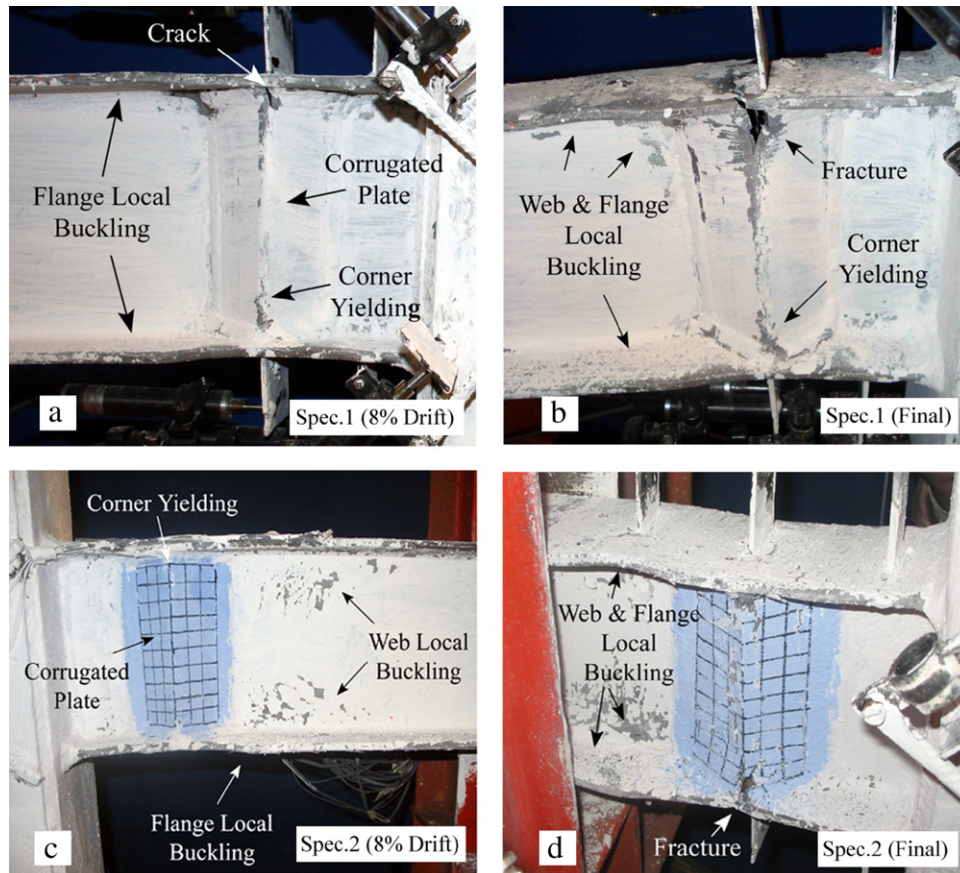 Crack
Corrugated
Plate
Flange Local
Buckling
Corner
Yielding
a
Spec.1 (8% Drift)
Fracture
Web & Flange
Local
Buckling
Corner
Yielding
b
Spec.1 (Final)
Corner Yielding
Web Local
Buckling
Corrugated
Plate
Flange Local
Buckling
c
Spec.2 (8% Drift)
Web & Flange
Local
Buckling
Fracture
d
Spec.2 (Final)